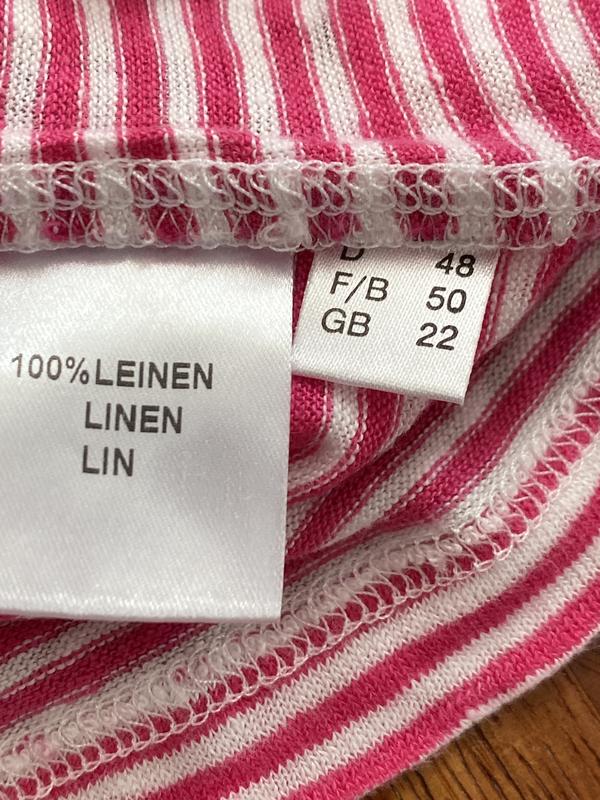 100% LEINEN
LINEN
LIN
D 48
F/B 50
GB 22